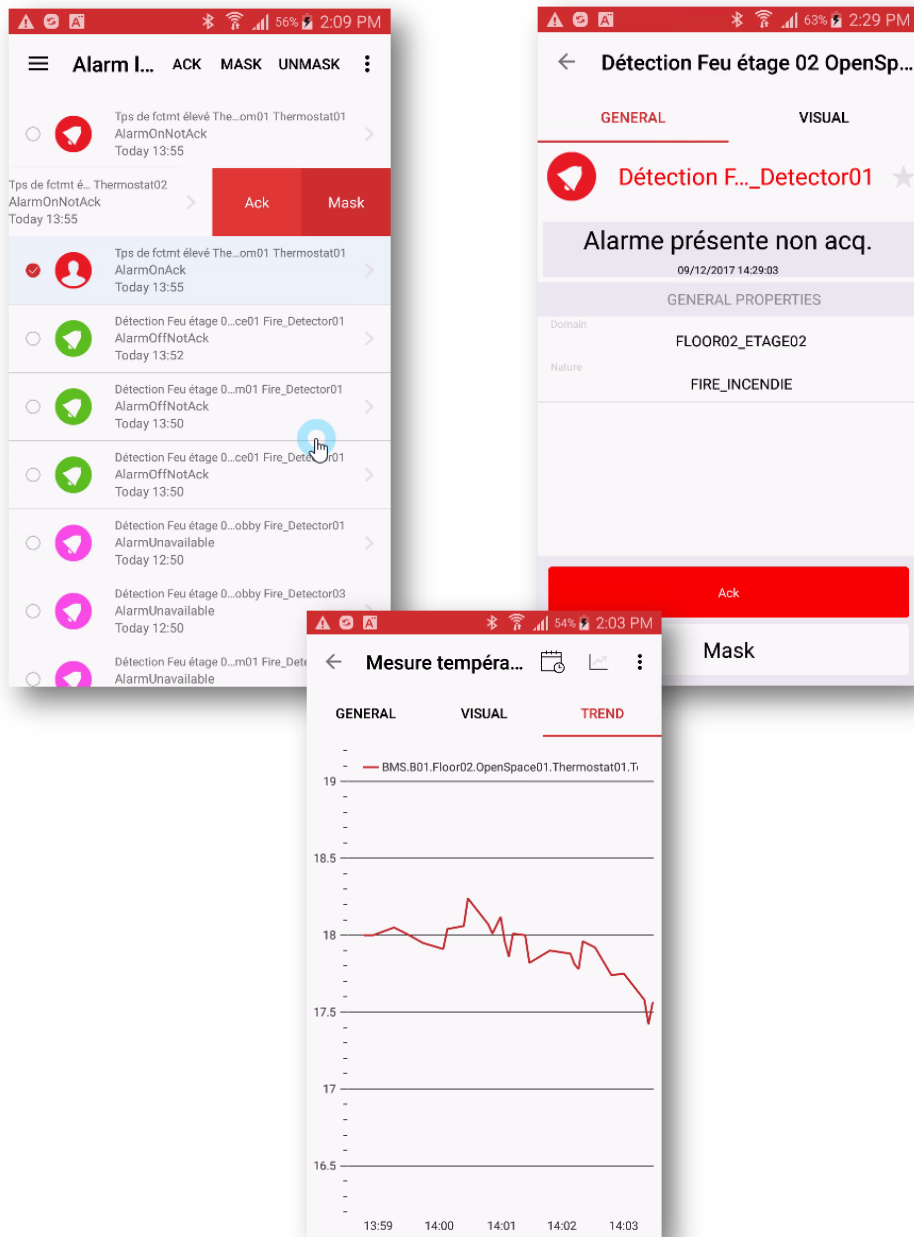 56% 2:09 PM
Alarm l... ACK MASK UNMASK
Tps de fctmt élevé The...om01 Thermostat01
AlarmOnNotAck
Today 13:55
Tps de fctmt é... Thermostat02
AlarmOnNotAck
Today 13:55
Ack Mask
Tps de fctmt élevé The...om01 Thermostat01
AlarmOnAck
Today 13:55
Détection Feu étage 0...ce01 Fire_Detector01
AlarmOffNotAck
Today 13:52
Détection Feu étage 0...m01 Fire_Detector01
AlarmOffNotAck
Today 13:50
Détection Feu étage 0...ce01 Fire_Detector01
AlarmOffNotAck
Today 13:50
Détection Feu étage 0...obby Fire_Detector01
AlarmUnavailable
Today 12:50
Détection Feu étage 0...obby Fire_Detector03
AlarmUnavailable
Today 12:50
Détection Feu étage 0...m01 Fire_Dete
AlarmUnavailable
63% 2:29 PM
Détection Feu étage 02 OpenSp...
GENERAL VISUAL
Détection F..._Detector01
Alarme présente non acq.
09/12/2017 14:29:03
GENERAL PROPERTIES
Domain
FLOOR02_ETAGE02
Nature
FIRE_INCENDIE
Ack
Mask
54% 2:03 PM
Mesure tempéra...
GENERAL VISUAL TREND
BMS.B01.Floor02.OpenSpace01.Thermostat01.T
19
18.5
18
17.5
17
16.5
13:59 14:00 14:01 14:02 14:03